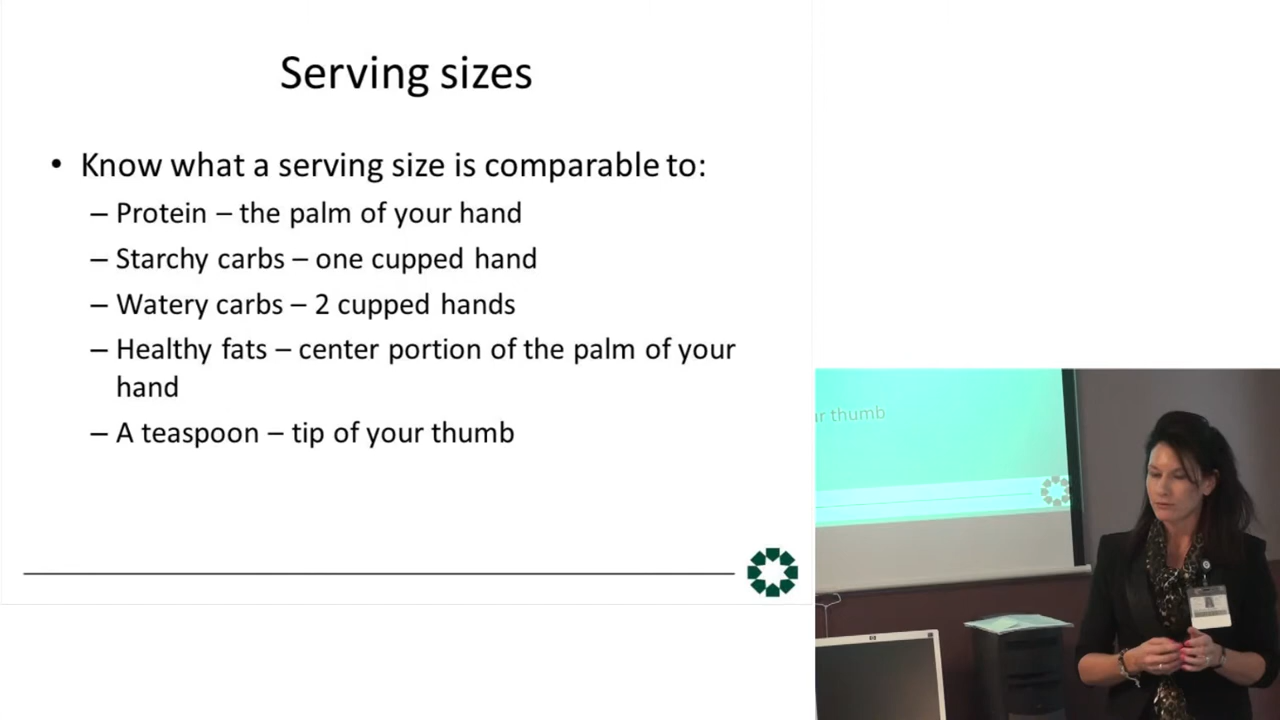 Serving sizes
• Know what a serving size is comparable to:
– Protein – the palm of your hand
– Starchy carbs – one cupped hand
– Watery carbs – 2 cupped hands
– Healthy fats – center portion of the palm of your
hand
– A teaspoon – tip of your thumb
thumb
hp